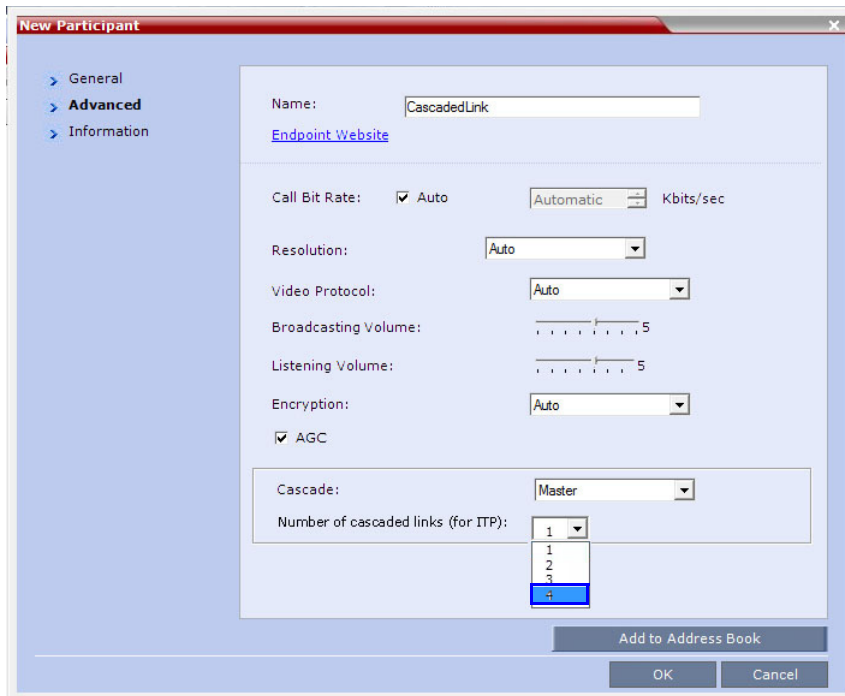 New Participant
General
Advanced
Information
Name: CascadedLink
Endpoint Website
Call Bit Rate: Auto Automatic Kbits/sec
Resolution: Auto
Video Protocol: Auto
Broadcasting Volume: 5
Listening Volume: 5
Encryption: Auto
AGC
Cascade: Master
Number of cascaded links (for ITP): 1
1
2
3
4
Add to Address Book
OK Cancel